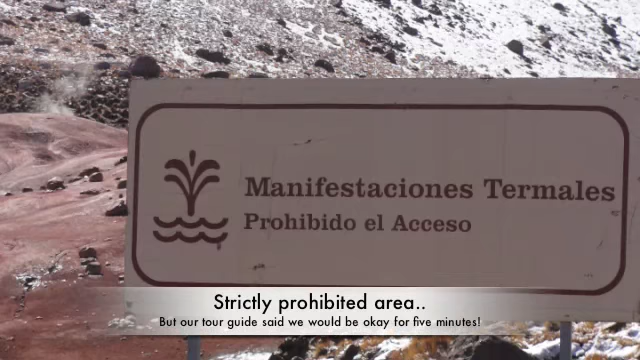 Manifestaciones Termales
Prohibido el Acceso
Strictly prohibited area..
But our tour guide said we would be okay for five minutes!